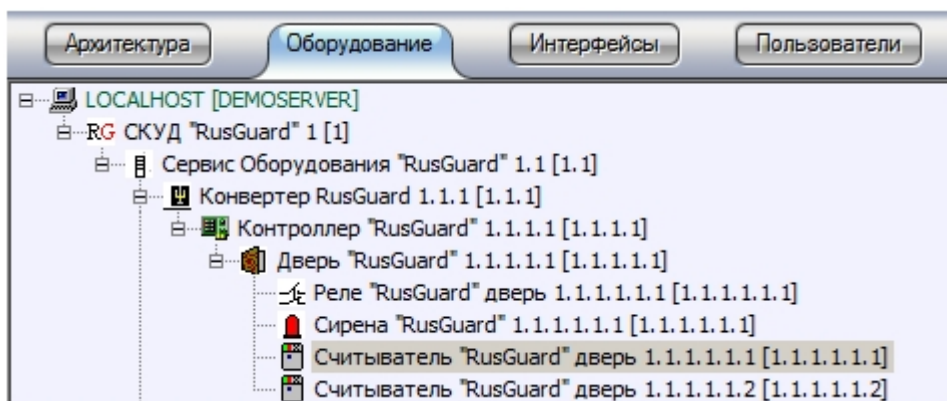 Архитектура Оборудование Интерфейсы Пользователи
LOCALHOST [DEMOSERVER]
RG СКУД "RusGuard" 1 [1]
Сервис Оборудования "RusGuard" 1.1 [1.1]
Конвертер RusGuard 1.1.1 [1.1.1]
Контроллер "RusGuard" 1.1.1.1 [1.1.1.1]
Дверь "RusGuard" 1.1.1.1.1 [1.1.1.1.1]
Реле "RusGuard" дверь 1.1.1.1.1.1 [1.1.1.1.1.1]
Сирена "RusGuard" 1.1.1.1.1.1 [1.1.1.1.1.1]
Считыватель "RusGuard" дверь 1.1.1.1.1.1 [1.1.1.1.1.1]
Считыватель "RusGuard" дверь 1.1.1.1.1.2 [1.1.1.1.1.2]